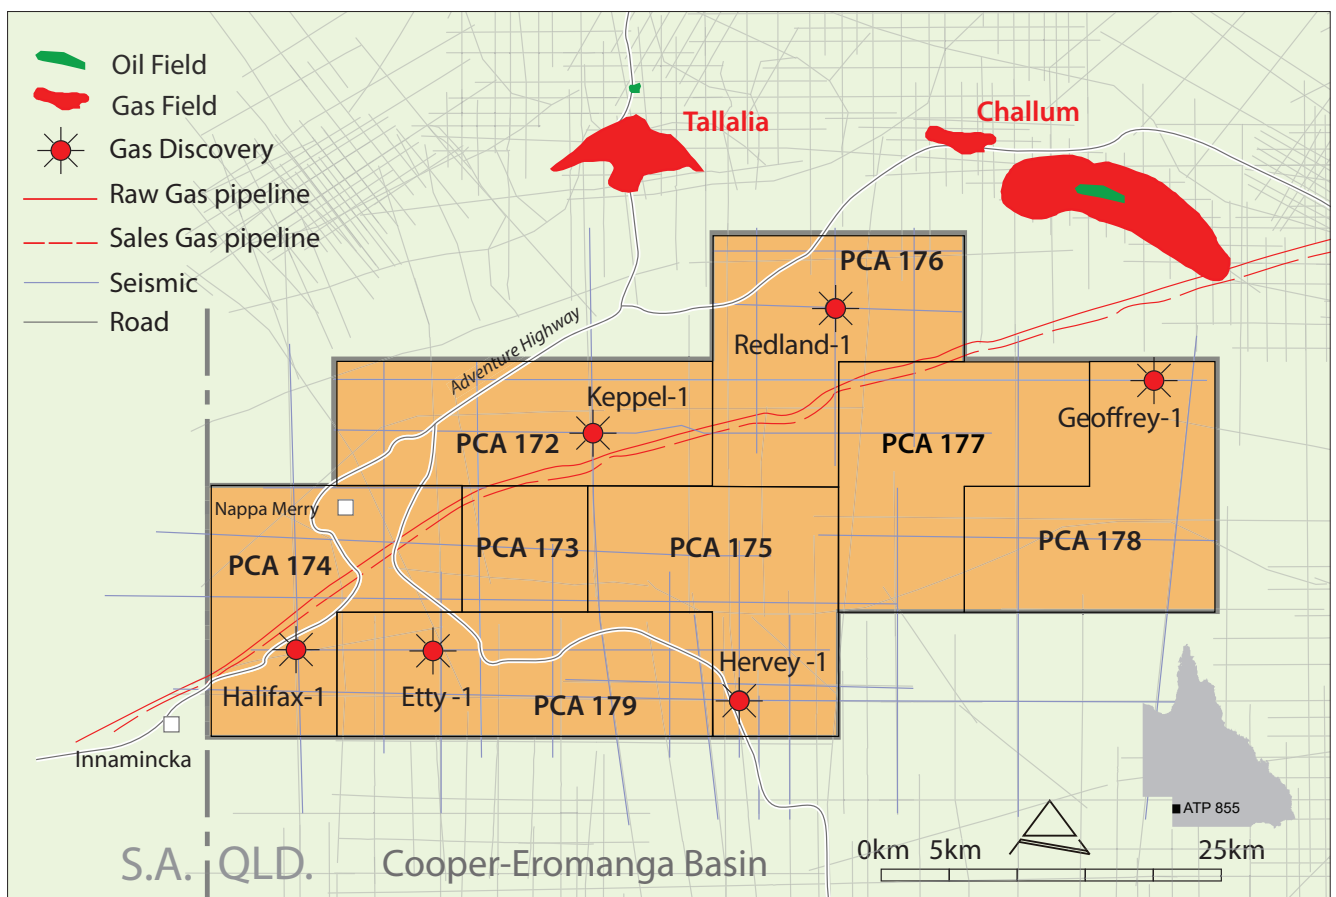 Oil Field
Gas Field
Gas Discovery
Raw Gas pipeline
Sales Gas pipeline
Seismic
Road
Tallalia
Challum
PCA 176
Redland-1
Adventure Highway
Keppel-1
Geoffrey-1
PCA 172
PCA 177
Nappa Merry
PCA 174
PCA 173
PCA 175
PCA 178
Hervey -1
Halifax-1
Etty -1
PCA 179
Innamincka
ATP 855
S.A. QLD.
Cooper-Eromanga Basin
0km 5km 25km